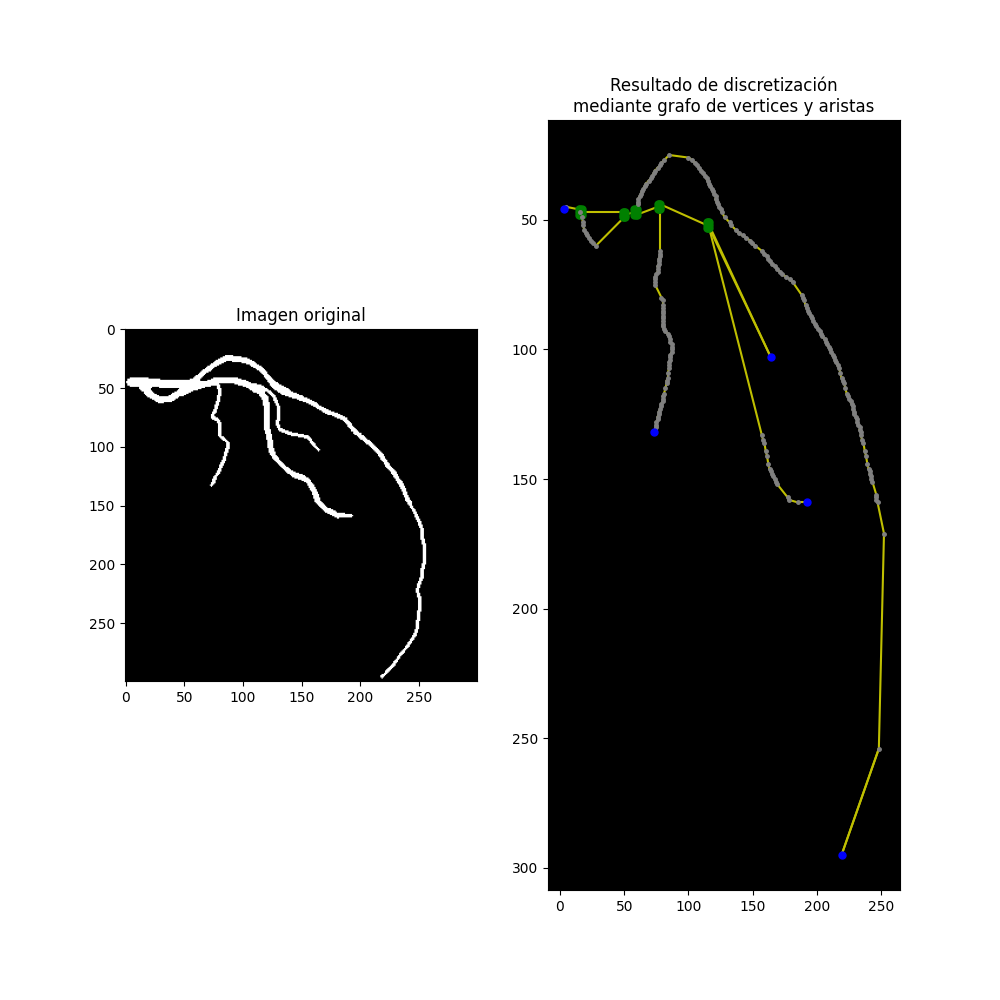 Imagen original
0
50
100
150
200
250
0 50 100 150 200 250
Resultado de discretización
mediante grafo de vertices y aristas
50
100
150
200
250
300
0 50 100 150 200 250